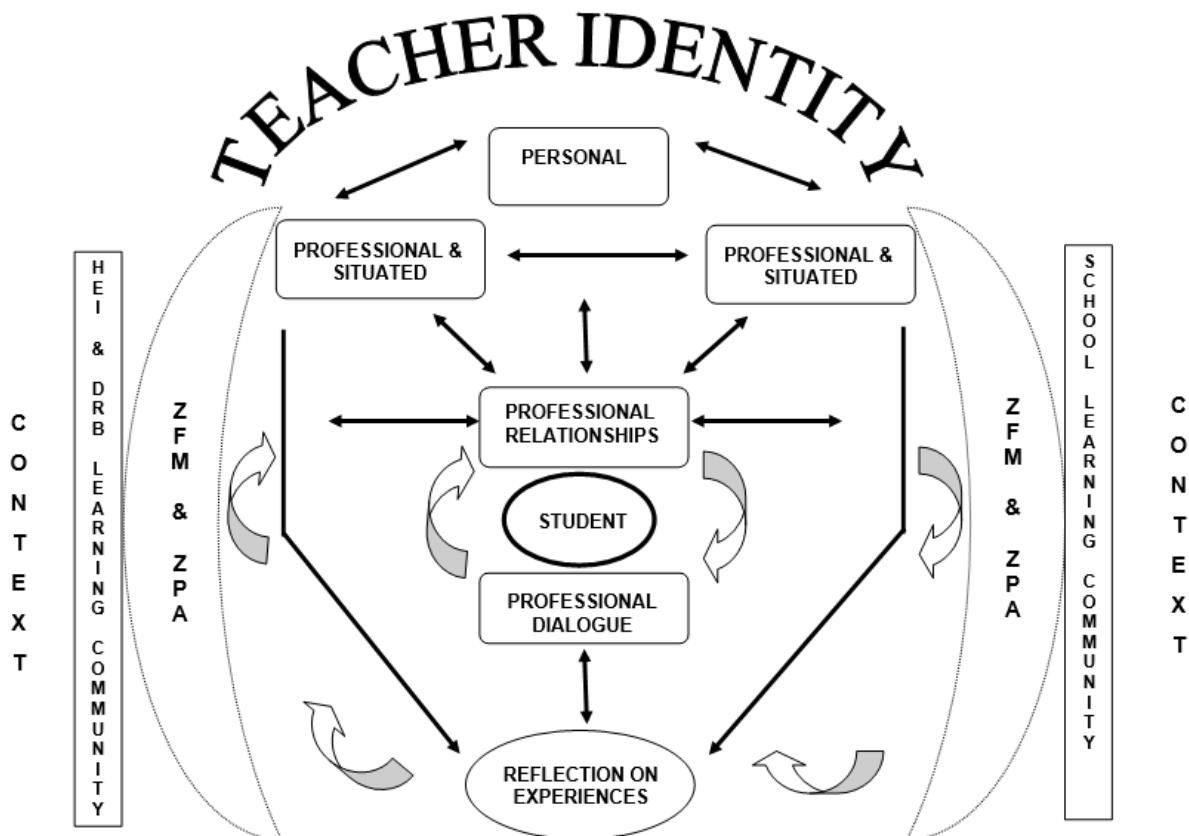 TEACHER IDENTITY
PERSONAL
PROFESSIONAL &
SITUATED
PROFESSIONAL &
SITUATED
CONTEXT
HEI & DRB LEARNING COMMUNITY
ZFM & ZPA
PROFESSIONAL
RELATIONSHIPS
STUDENT
PROFESSIONAL
DIALOGUE
REFLECTION ON
EXPERIENCES
ZFM & ZPA
SCHOOL LEARNING COMMUNITY
CONTEXT